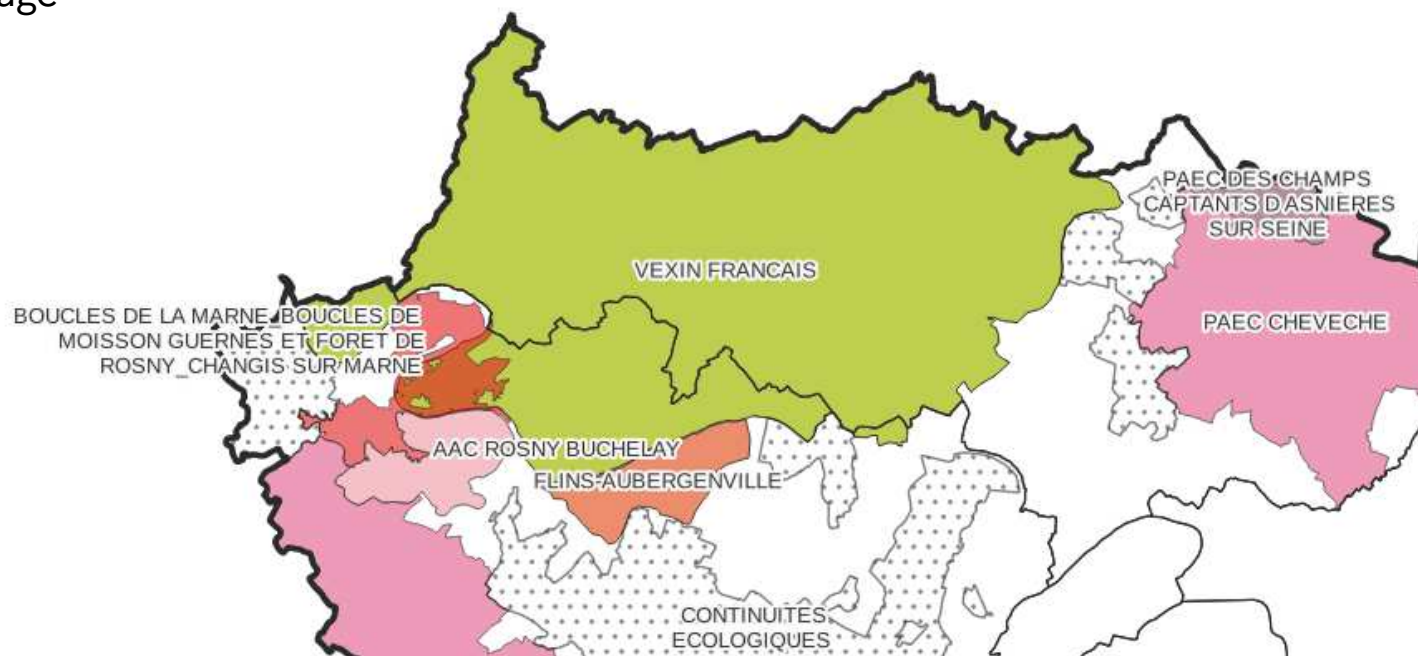 PAEC DES CHAMPS
CAPTANTS D ASNIERES
SUR SEINE
VEXIN FRANCAIS
BOUCLES DE LA MARNE_BOUCLES DE
MOISSON GUERNES ET FORET DE
ROSNY_CHANGIS SUR MARNE
PAEC CHEVECHE
AAC ROSNY BUCHELAY
FLINS-AUBERGENVILLE
CONTINUITES
ECOLOGIQUES